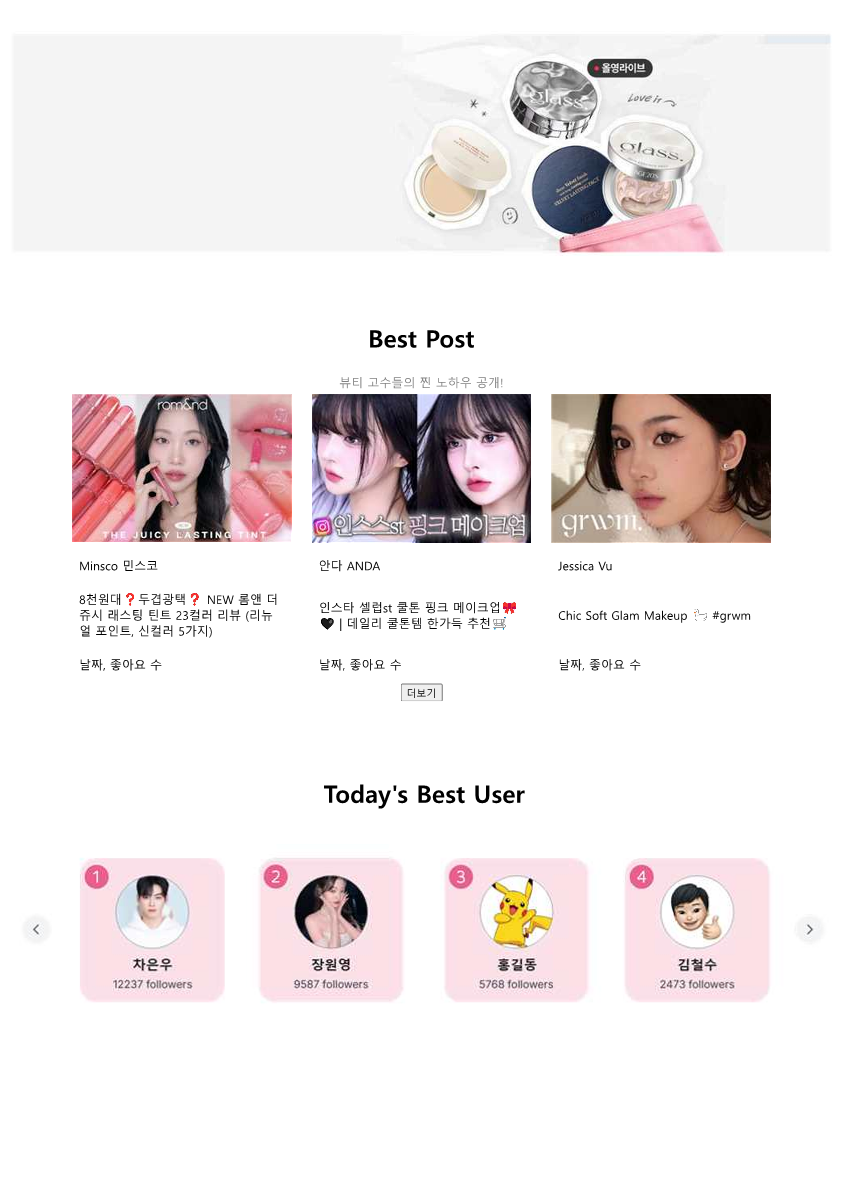 올영라이브
Love is
glass.
glass.
VELVET LASTING FACT
Best Post
뷰티 고수들의 찐 노하우 공개!
rom&nd
THE JUICY LASTING TINT
인스스st 핑크 메이크업
grwm.
Minsco 민스코
안다 ANDA
Jessica Vu
8천원대❓두겹광택❓ NEW 롬앤 더
쥬시 래스팅 틴트 23컬러 리뷰 (리뉴
얼 포인트, 신컬러 5가지)
인스타 셀럽st 쿨톤 핑크 메이크업🎀
🖤 | 데일리 쿨톤템 한가득 추천🛒
Chic Soft Glam Makeup 🦢 #grwm
날짜, 좋아요 수
날짜, 좋아요 수
날짜, 좋아요 수
더보기
Today's Best User
1
2
3
4
차은우
장원영
홍길동
김철수
12237 followers
9587 followers
5768 followers
2473 followers